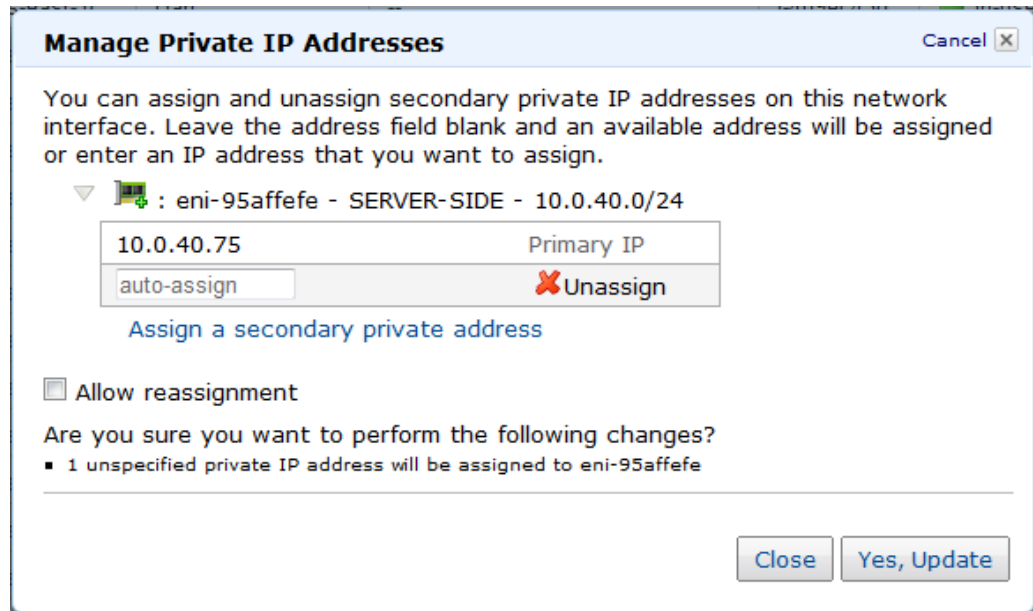 Manage Private IP Addresses
Cancel
You can assign and unassign secondary private IP addresses on this network
interface. Leave the address field blank and an available address will be assigned
or enter an IP address that you want to assign.
: eni-95affefe - SERVER-SIDE - 10.0.40.0/24
10.0.40.75 Primary IP
auto-assign Unassign
Assign a secondary private address
Allow reassignment
Are you sure you want to perform the following changes?
▪ 1 unspecified private IP address will be assigned to eni-95affefe
Close Yes, Update